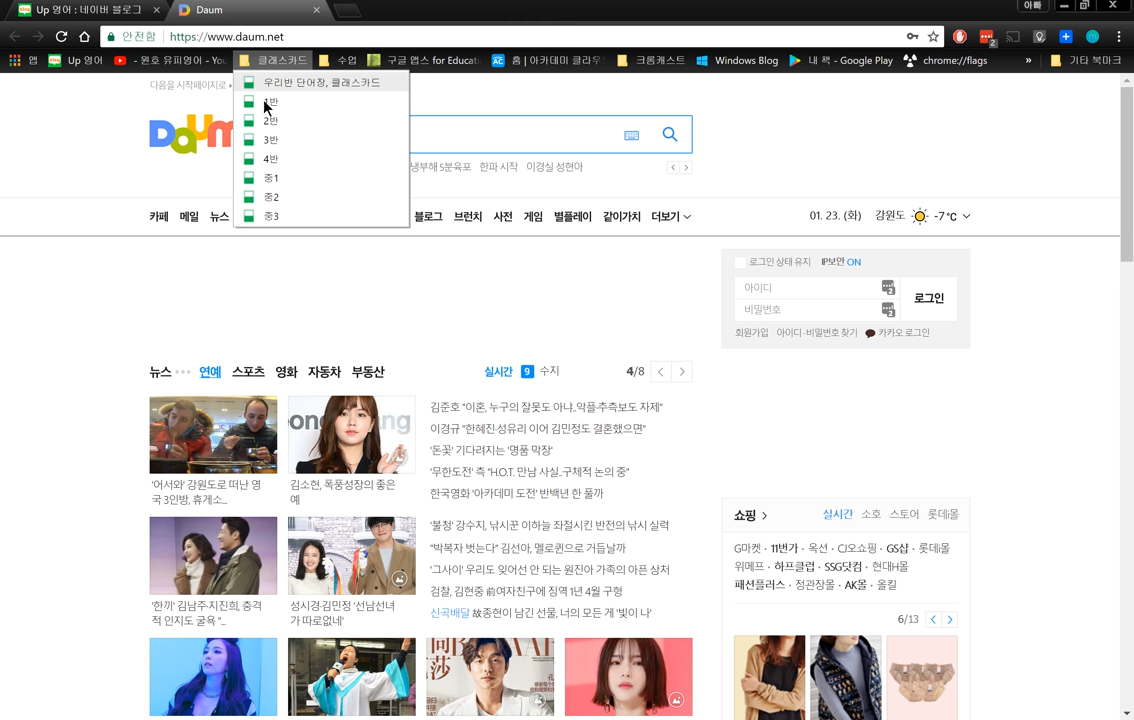 Up 영어 : 네이버 블로그
Daum
아빠
안전함
https://www.daum.net
앱
Up 영어
- 원호 유피영어 - You
클래스카드
수업
구글 앱스 for Educati
홈 | 아카데미 클라우
크롬캐스트
Windows Blog
내 책 - Google Play
chrome://flags
»
기타 북마크
우리반 단어장, 클래스카드
1반
2반
3반
4반
중1
중2
중3
다음을 시작페이지로
Daum
냉부해 5분육포 한파 시작 이경실 성현아
카페 메일 뉴스
블로그 브런치 사전 게임 별플레이 같이가치 더보기
01. 23. (화) 강원도 -7℃
로그인 상태 유지 IP보안 ON
아이디
비밀번호
로그인
회원가입 아이디·비밀번호 찾기 카카오 로그인
뉴스 연예 스포츠 영화 자동차 부동산
실시간 9 수지
4/8
'어서와' 강원도로 떠난 영
국 3인방, 휴게소...
김소현, 폭풍성장의 좋은
예
김준호 "이혼, 누구의 잘못도 아냐..악플·추측보도 자제"
이경규 "한혜진·성유리 이어 김민정도 결혼했으면"
'돈꽃' 기다려지는 '명품 막장'
'무한도전' 측 "H.O.T. 만남 사실..구체적 논의 중"
한국영화 '아카데미 도전' 반백년 한 풀까
'한끼' 김남주·지진희, 충격
적 인지도 굴욕 "...
성시경·김민정 '선남선녀
가 따로없네'
'불청' 강수지, 낚시꾼 이하늘 좌절시킨 반전의 낚시 실력
"박복자 벗는다" 김선아, 멜로퀸으로 거듭날까
'그사이' 우리도 잊어선 안 되는 원진아 가족의 아픈 상처
검찰, 김현중 前여자친구에 징역 1년 4월 구형
신곡배달 故종현이 남긴 선물, 너의 모든 게 '빛이 나'
쇼핑
실시간 소호 스토어 롯데몰
G마켓 · 11번가 · 옥션 · CJ오쇼핑 · GS샵 · 롯데몰
위메프 · 하프클럽 · SSG닷컴 · 현대H몰
패션플러스 · 정관장몰 · AK몰 · 올킬
6/13